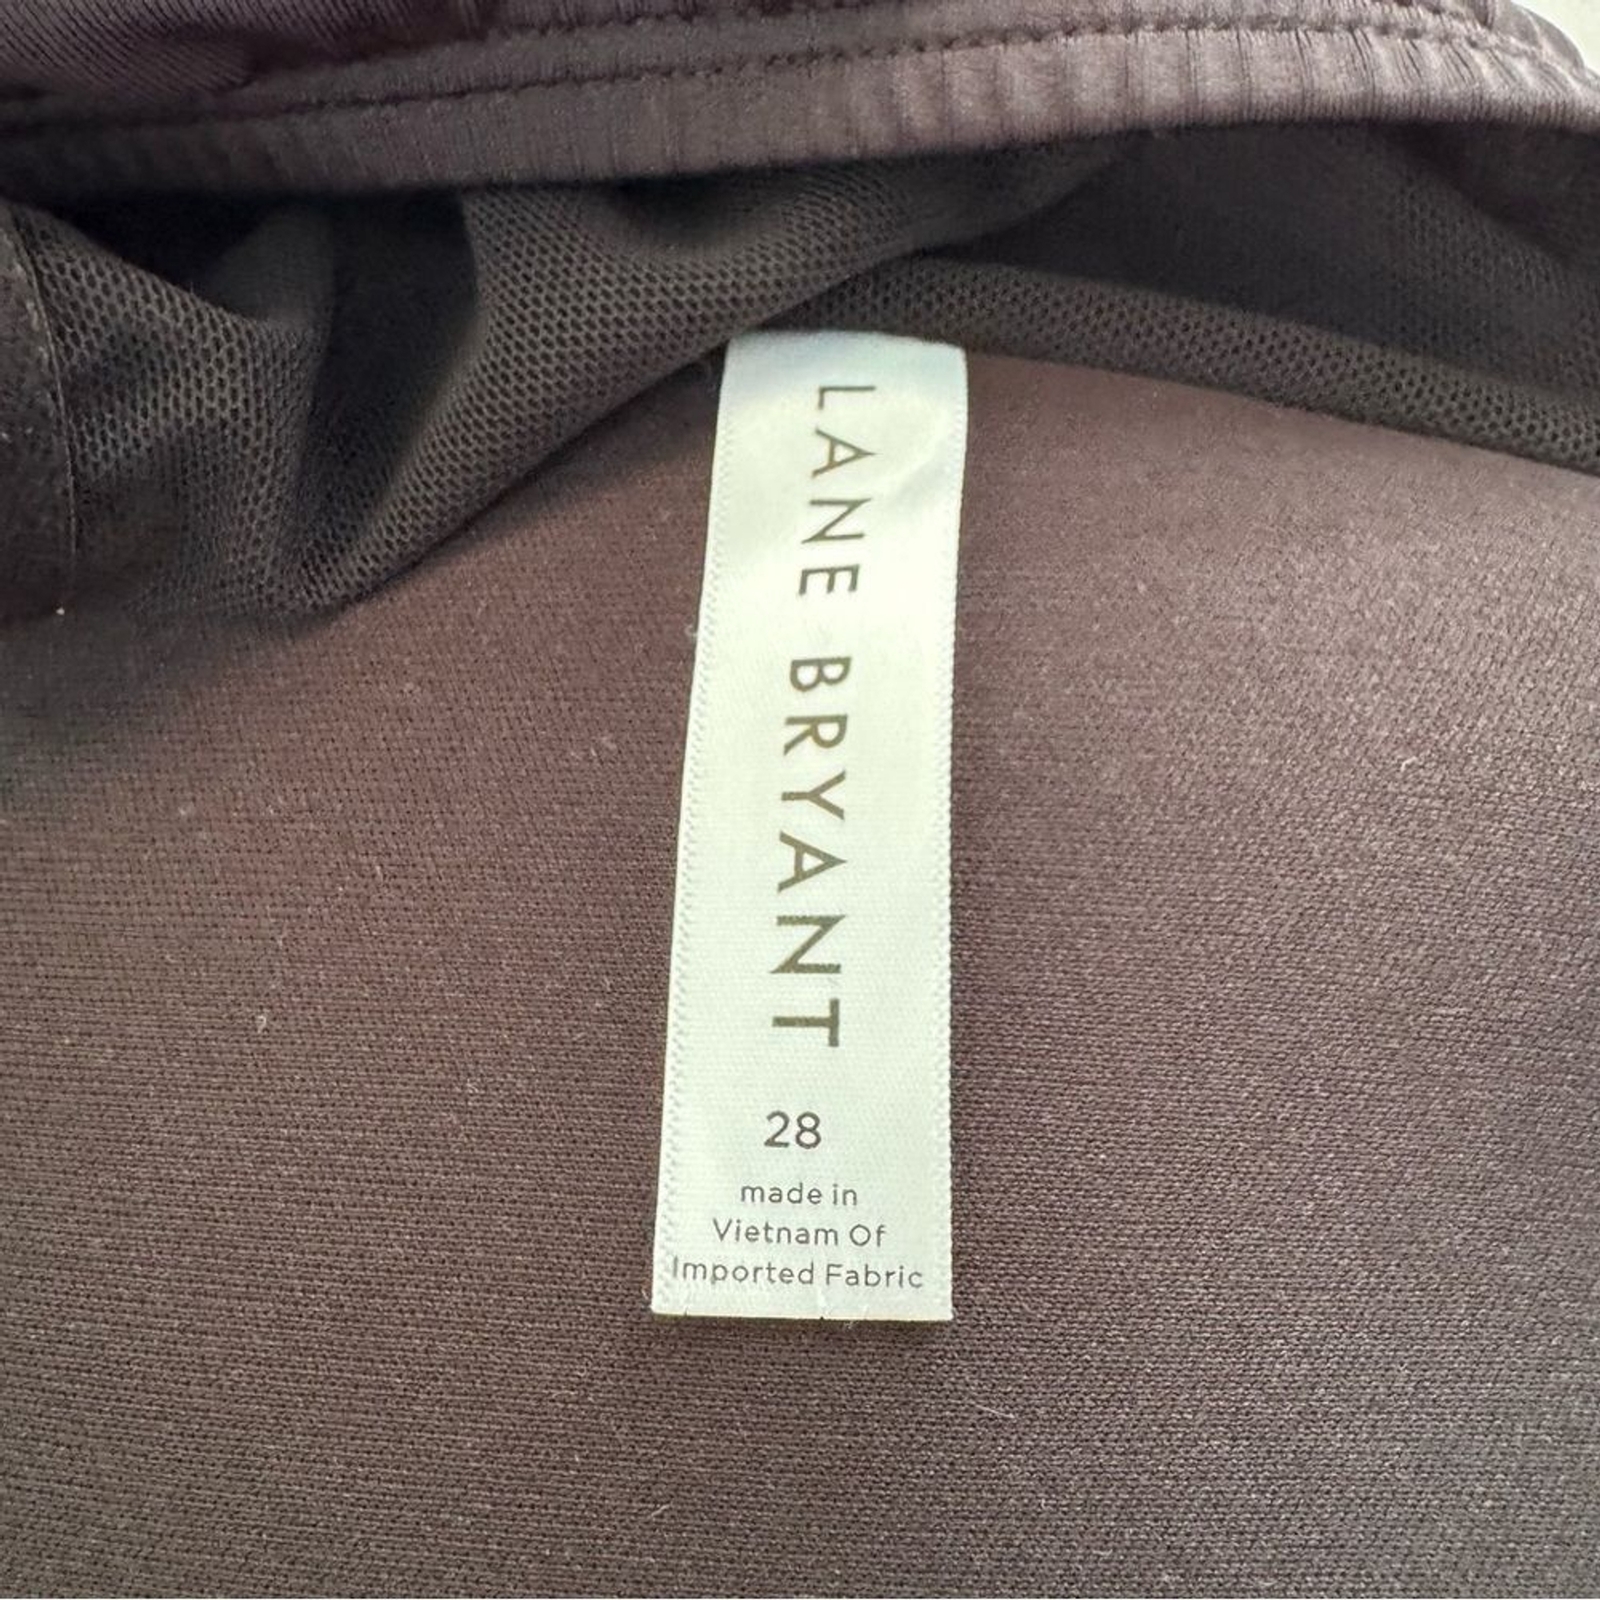 LANE BRYANT
28
made in
Vietnam Of
Imported Fabric